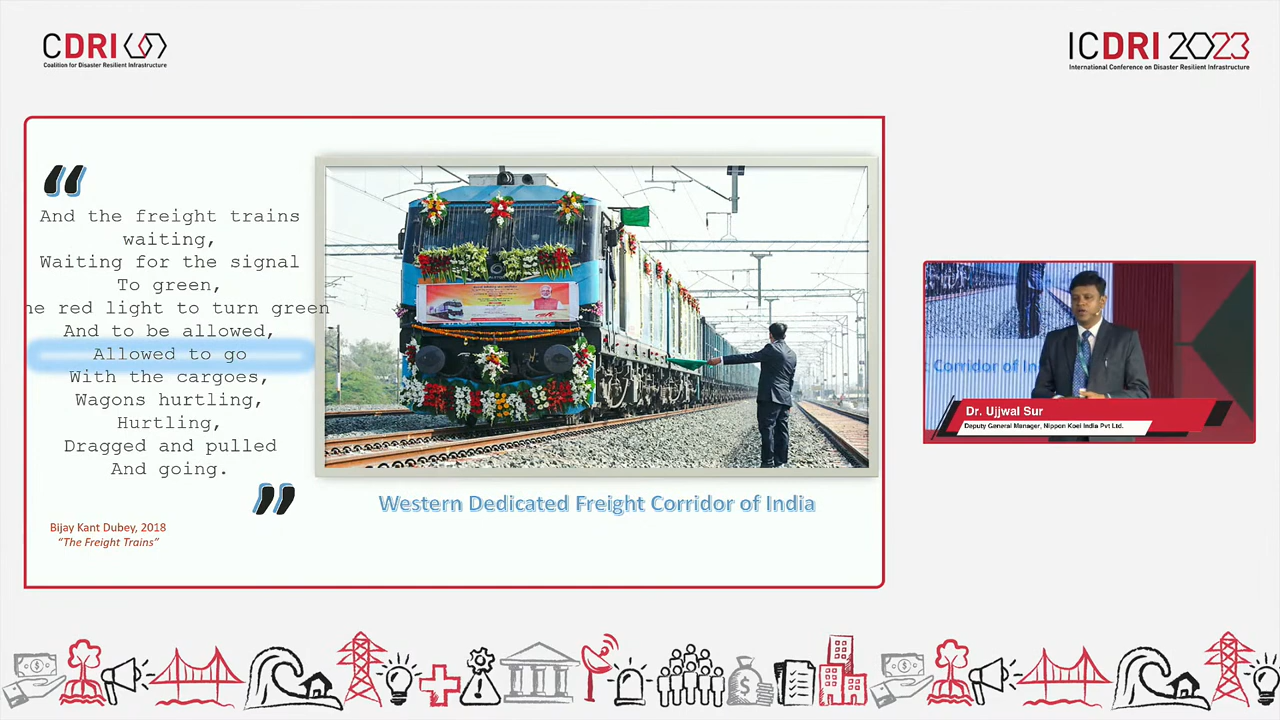 CDRI
Coalition for Disaster Resilient Infrastructure
ICDRI 2023
International Conference on Disaster Resilient Infrastructure
“
And the freight trains
waiting,
Waiting for the signal
To green,
he red light to turn green
And to be allowed,
Allowed to go
With the cargoes,
Wagons hurtling,
Hurtling,
Dragged and pulled
And going.
”
Bijay Kant Dubey, 2018
“The Freight Trains”
Western Dedicated Freight Corridor of India
Corridor of In
Dr. Ujjwal Sur
Deputy General Manager, Nippon Koei India Pvt Ltd.